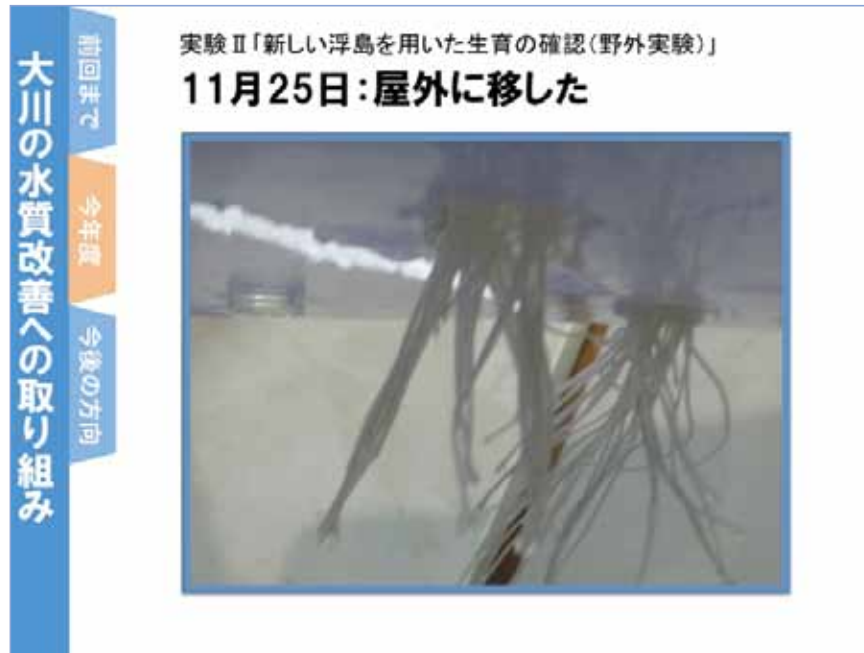 大川の水質改善への取り組み
前回まで
今年度
今後の方向
実験Ⅱ「新しい浮島を用いた生育の確認(野外実験)」
11月25日:屋外に移した